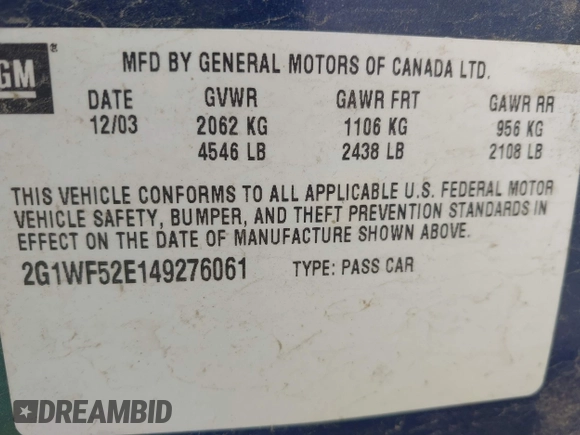 GM®
MFD BY GENERAL MOTORS OF CANADA LTD.
DATE GVWR GAWR FRT GAWR RR
12/03 2062 KG 1106 KG 956 KG
4546 LB 2438 LB 2108 LB
THIS VEHICLE CONFORMS TO ALL APPLICABLE U.S. FEDERAL MOTOR
VEHICLE SAFETY, BUMPER, AND THEFT PREVENTION STANDARDS IN
EFFECT ON THE DATE OF MANUFACTURE SHOWN ABOVE.
2G1WF52E149276061 TYPE: PASS CAR
DREAMBID